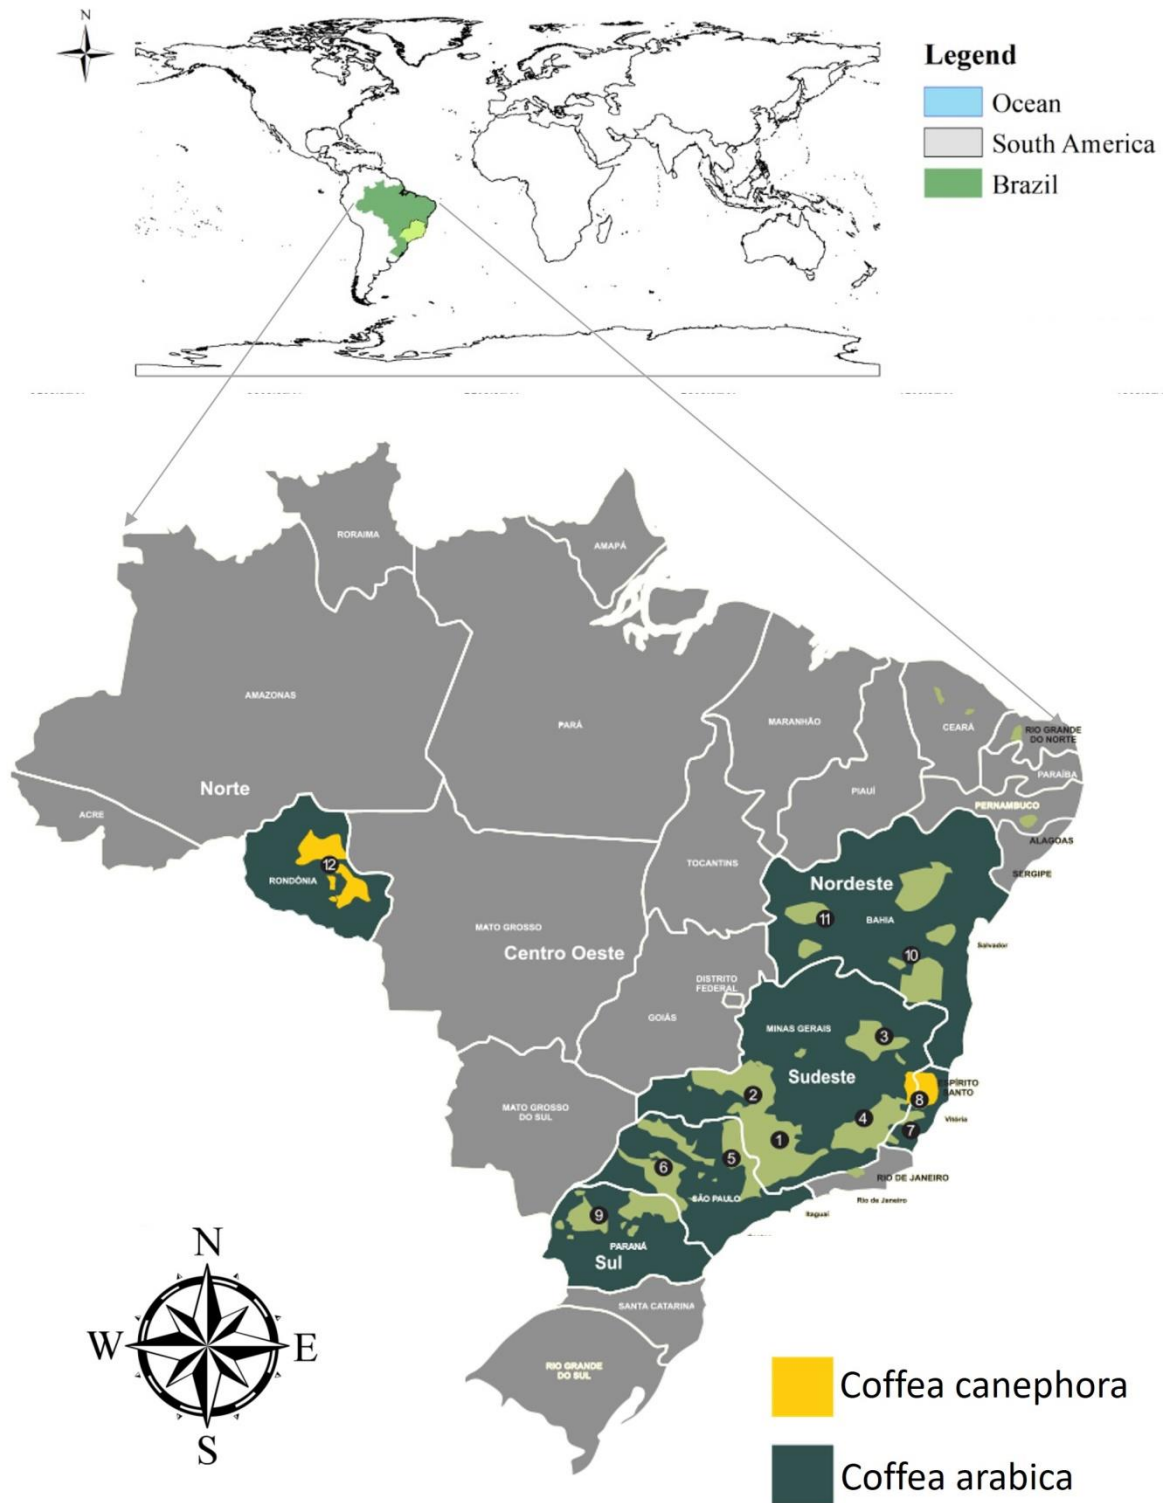 N
Legend
Ocean
South America
Brazil
RORAIMA
AMAPÁ
AMAZONAS
PARÁ
MARANHÃO
CEARÁ
RIO GRANDE
DO NORTE
PARAÍBA
PIAUÍ
PERNAMBUCO
Norte
ACRE
ALAGOAS
TOCANTINS
SERGIPE
12
RONDÔNIA
Nordeste
11
BAHIA
MATO GROSSO
Centro Oeste
Salvador
10
DISTRITO
FEDERAL
GOIÁS
MINAS GERAIS
3
Sudeste
ESPÍRITO
SANTO
2
8
MATO GROSSO
DO SUL
4
Vitória
7
1
5
6
RIO DE JANEIRO
SÃO PAULO
Rio de Janeiro
Itaguaí
9
PARANÁ
Sul
SANTA CATARINA
RIO GRANDE
DO SUL
N
W
E
S
Coffea canephora
Coffea arabica